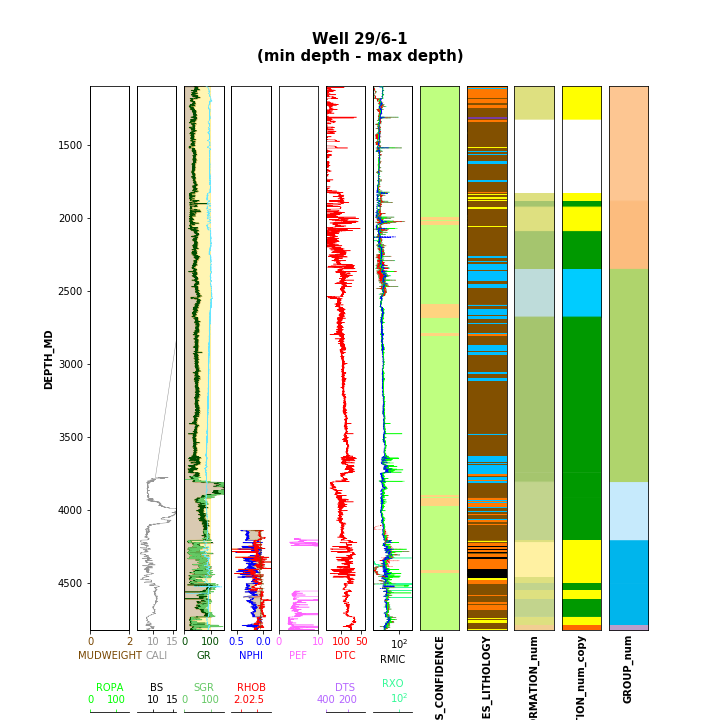 Well 29/6-1
(min depth - max depth)
DEPTH_MD
1500
2000
2500
3000
3500
4000
4500
0 2
MUDWEIGHT
10 15
CALI
0 100
GR
0.5 0.0
NPHI
0 10
PEF
100 50
DTC
10²
RMIC
ROPA
0 100
BS
10 15
SGR
0 100
RHOB
2.0 2.5
DTS
400 200
RXO
10²
S_CONFIDENCE
ES_LITHOLOGY
RMATION_num
TION_num_copy
GROUP_num